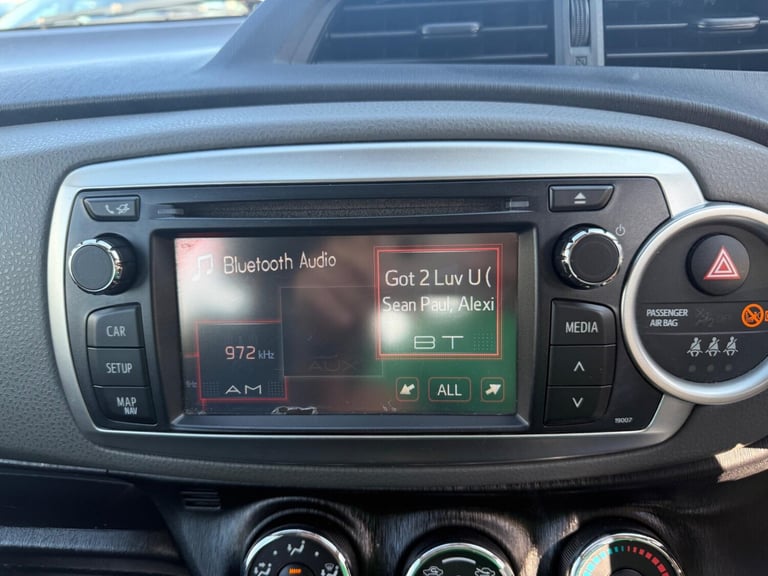 Bluetooth Audio
Got 2 Luv U (
Sean Paul, Alexi
BT
972 kHz
AM
AUX
ALL
CAR
SETUP
MAP
NAV
MEDIA
19007
PASSENGER
AIR BAG